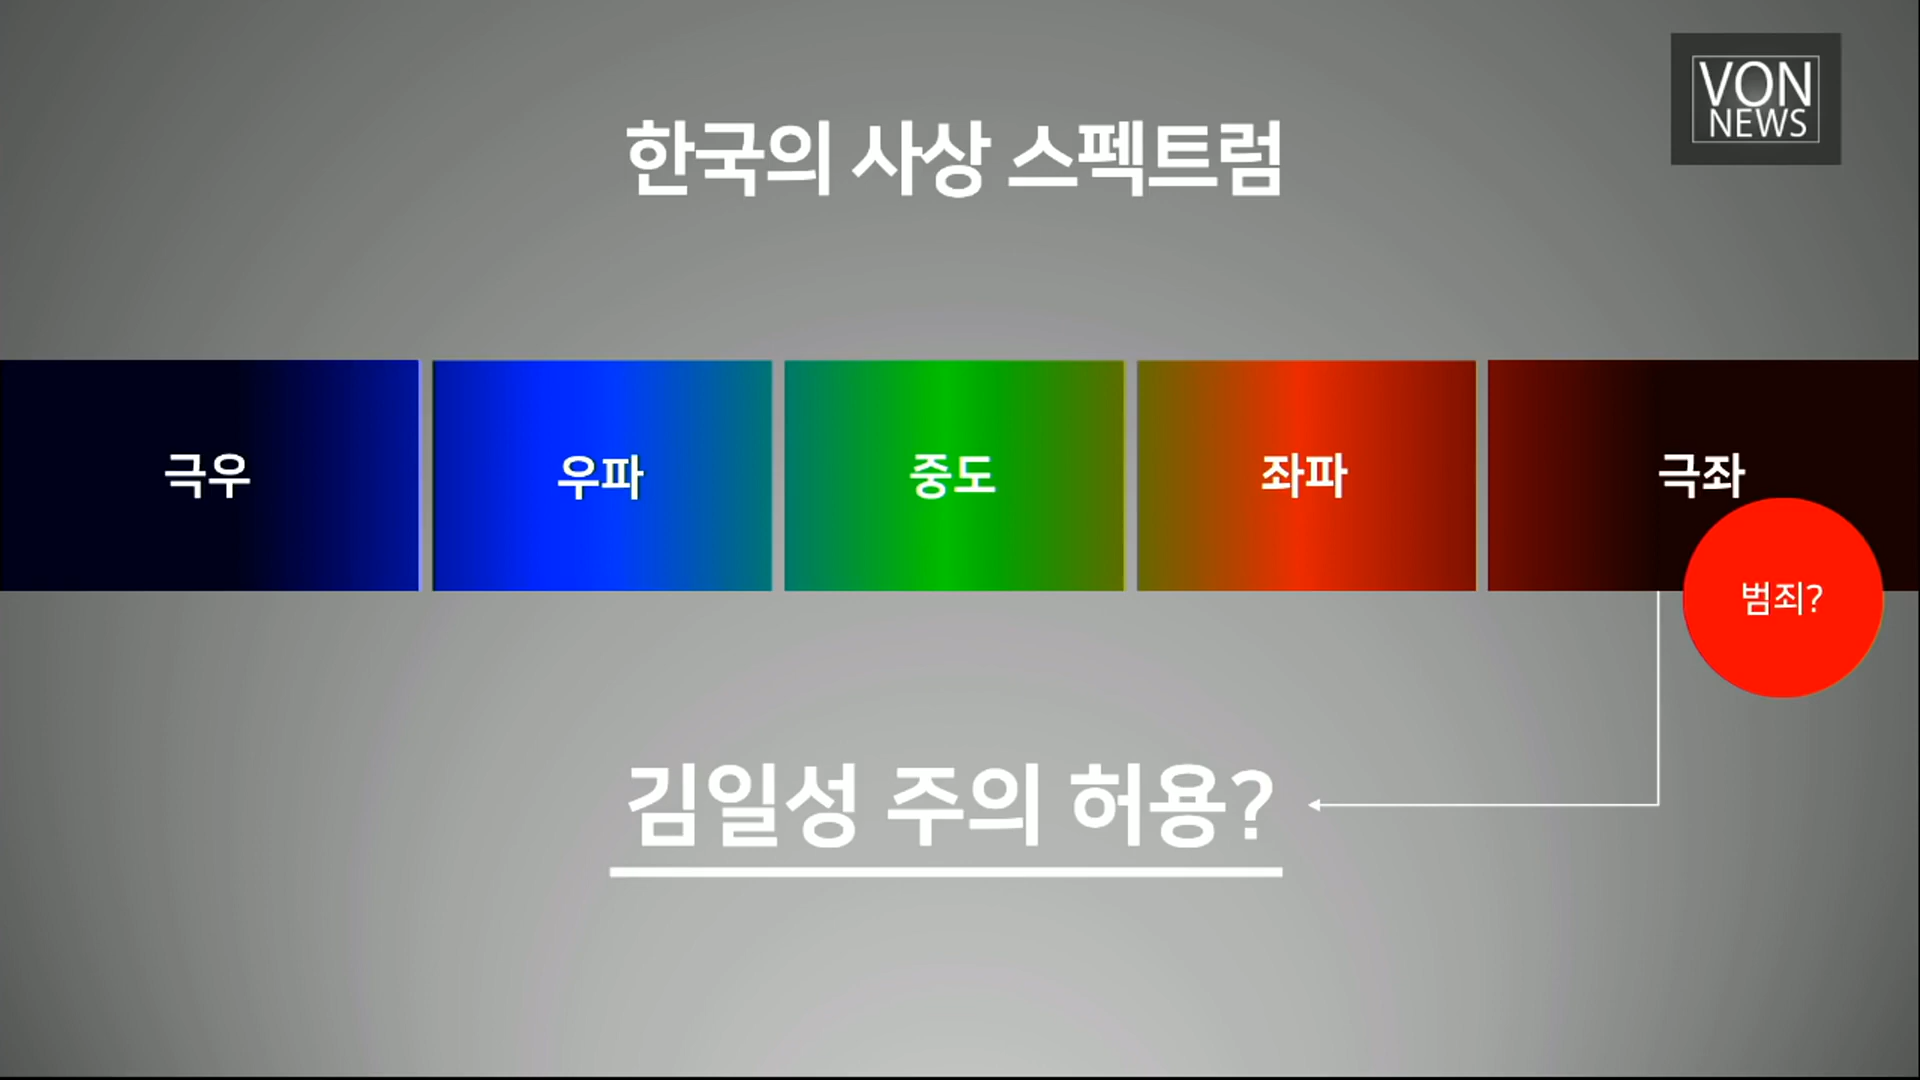 VON
NEWS
한국의 사상 스펙트럼
극우
우파
중도
좌파
극좌
범죄?
김일성 주의 허용?